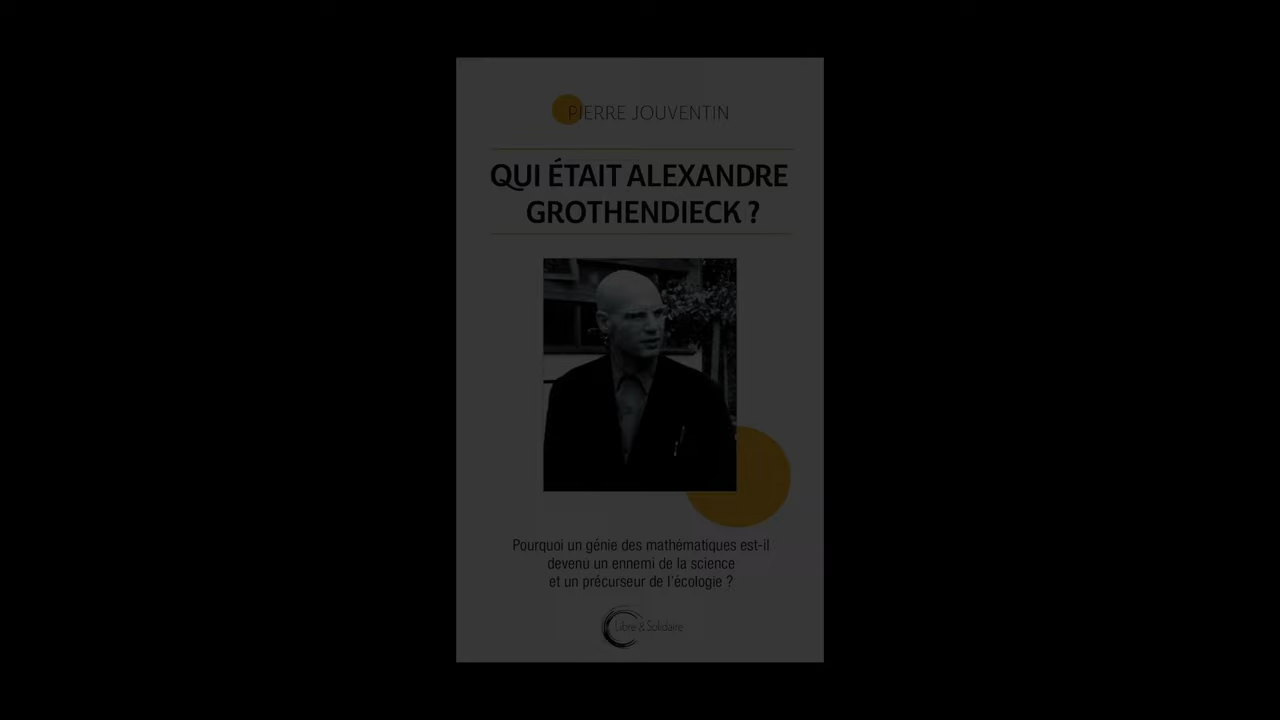 PIERRE JOUVENTIN
QUI ÉTAIT ALEXANDRE
GROTHENDIECK ?
Pourquoi un génie des mathématiques est-il
devenu un ennemi de la science
et un précurseur de l'écologie ?
Libre & Solidaire